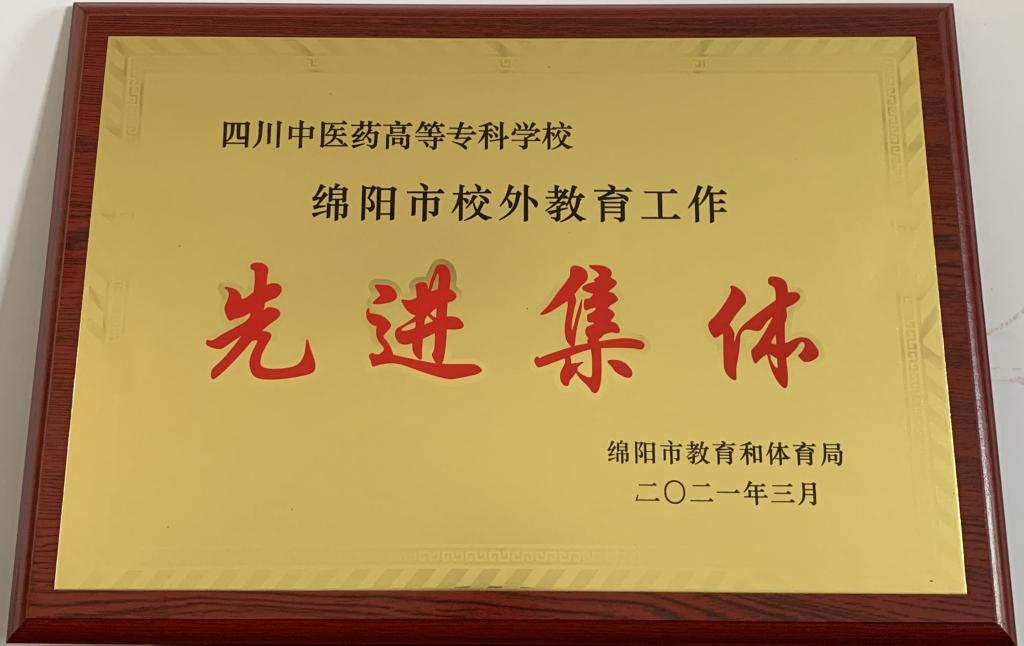 四川中医药高等专科学校
绵阳市校外教育工作
先进集体
绵阳市教育和体育局
二〇二一年三月